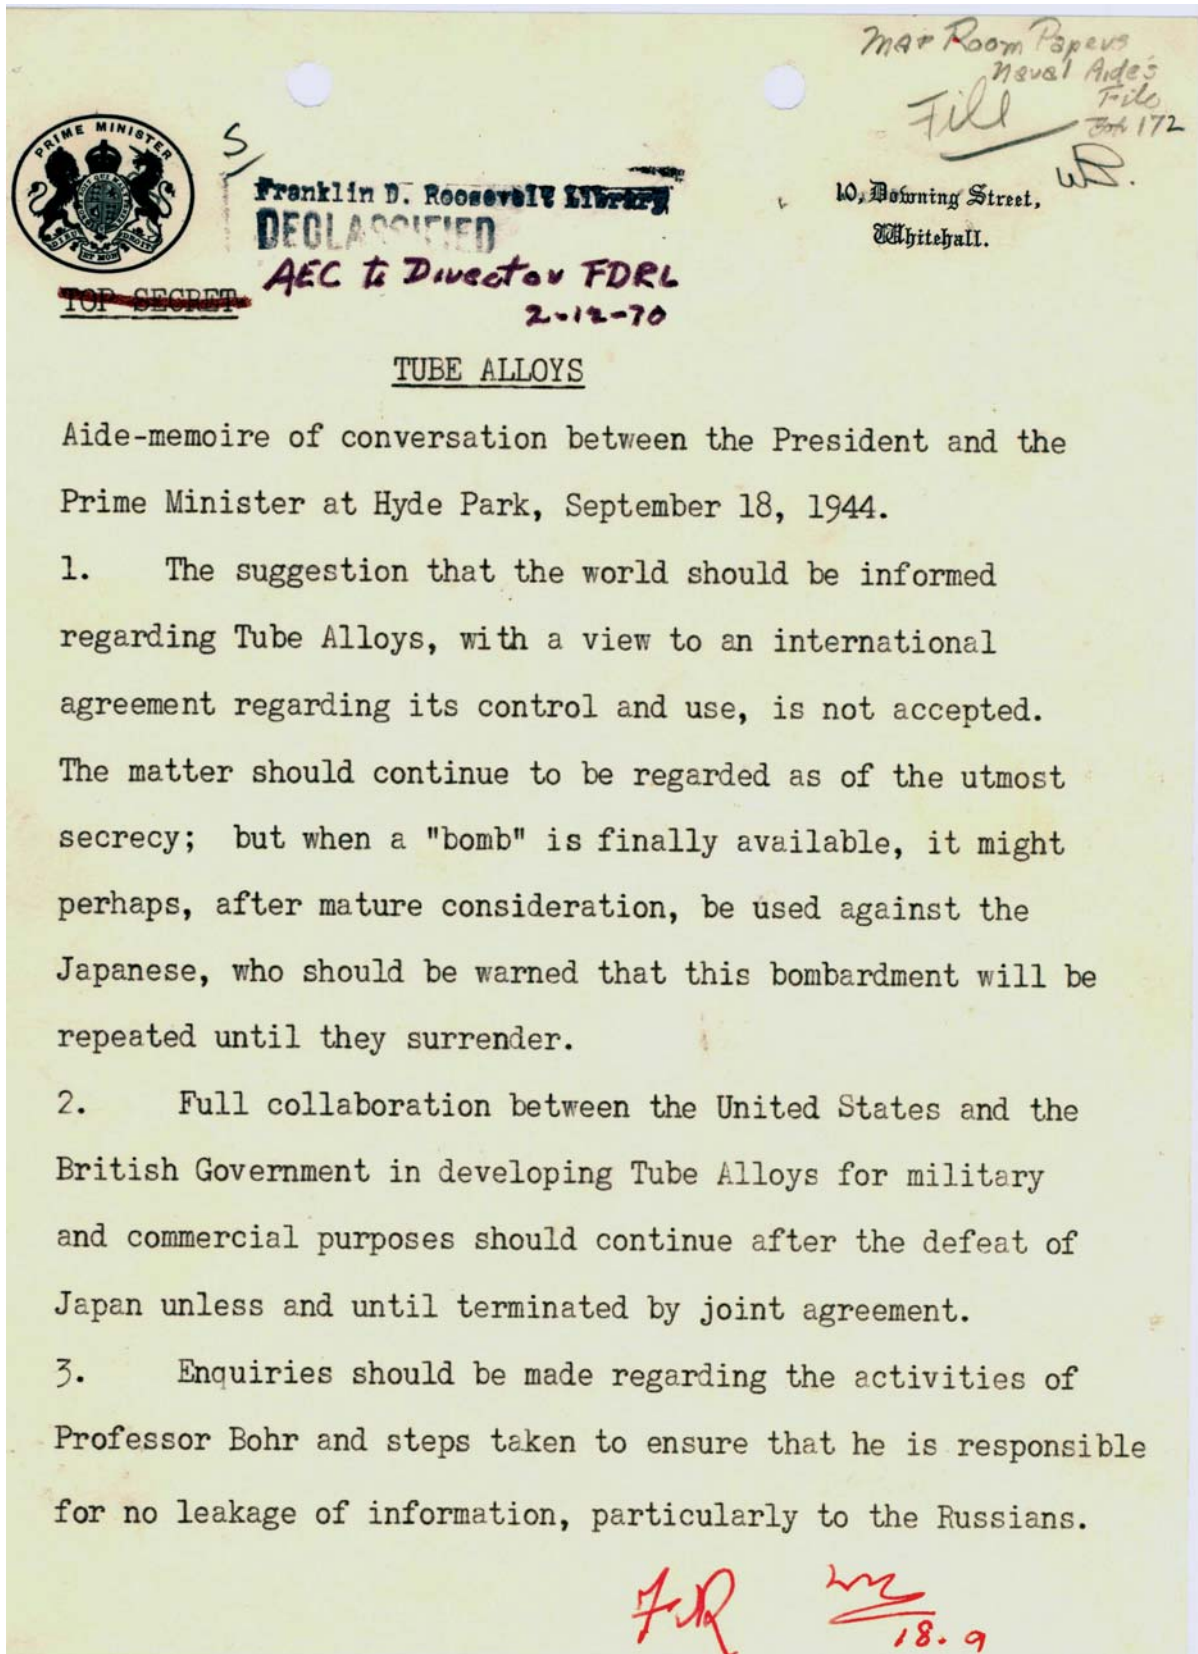 Map Room Papers
Naval Aide's
File
File
Box 172
PRIME MINISTER
DIEU ET MON DROIT
Franklin D. Roosevelt Library
DECLASSIFIED
AEC to Director FDRL
2-12-70
10, Downing Street,
Whitehall.
TOP SECRET
TUBE ALLOYS
Aide-memoire of conversation between the President and the
Prime Minister at Hyde Park, September 18, 1944.
1. The suggestion that the world should be informed
regarding Tube Alloys, with a view to an international
agreement regarding its control and use, is not accepted.
The matter should continue to be regarded as of the utmost
secrecy; but when a "bomb" is finally available, it might
perhaps, after mature consideration, be used against the
Japanese, who should be warned that this bombardment will be
repeated until they surrender.
2. Full collaboration between the United States and the
British Government in developing Tube Alloys for military
and commercial purposes should continue after the defeat of
Japan unless and until terminated by joint agreement.
3. Enquiries should be made regarding the activities of
Professor Bohr and steps taken to ensure that he is responsible
for no leakage of information, particularly to the Russians.
FDR
18.9